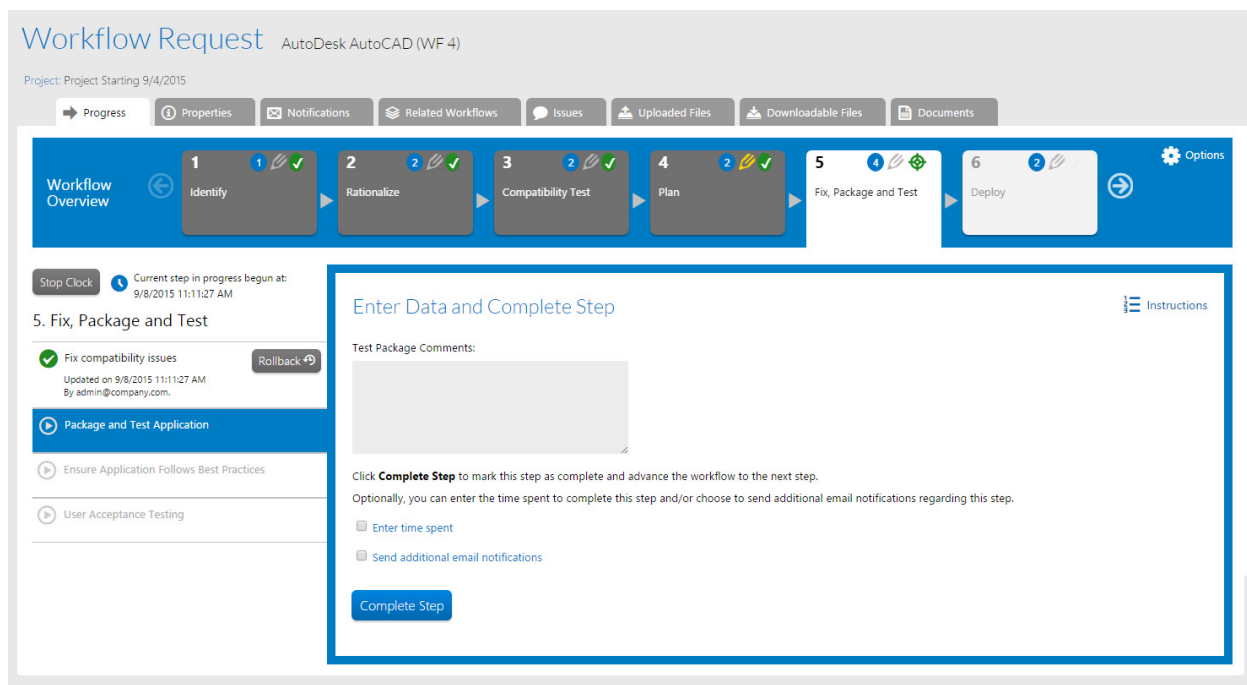 Workflow Request AutoDesk AutoCAD (WF 4)
Project: Project Starting 9/4/2015
Progress Properties Notifications Related Workflows Issues Uploaded Files Downloadable Files Documents
Workflow Overview
1 1
Identify
2 2
Rationalize
3 2
Compatibility Test
4 2
Plan
5 4
Fix, Package and Test
6 2
Deploy
Options
Stop Clock
Current step in progress begun at:
9/8/2015 11:11:27 AM
5. Fix, Package and Test
Fix compatibility issues
Rollback
Updated on 9/8/2015 11:11:27 AM
By admin@company.com.
Package and Test Application
Ensure Application Follows Best Practices
User Acceptance Testing
Enter Data and Complete Step
Instructions
Test Package Comments:
Click Complete Step to mark this step as complete and advance the workflow to the next step.
Optionally, you can enter the time spent to complete this step and/or choose to send additional email notifications regarding this step.
Enter time spent
Send additional email notifications
Complete Step